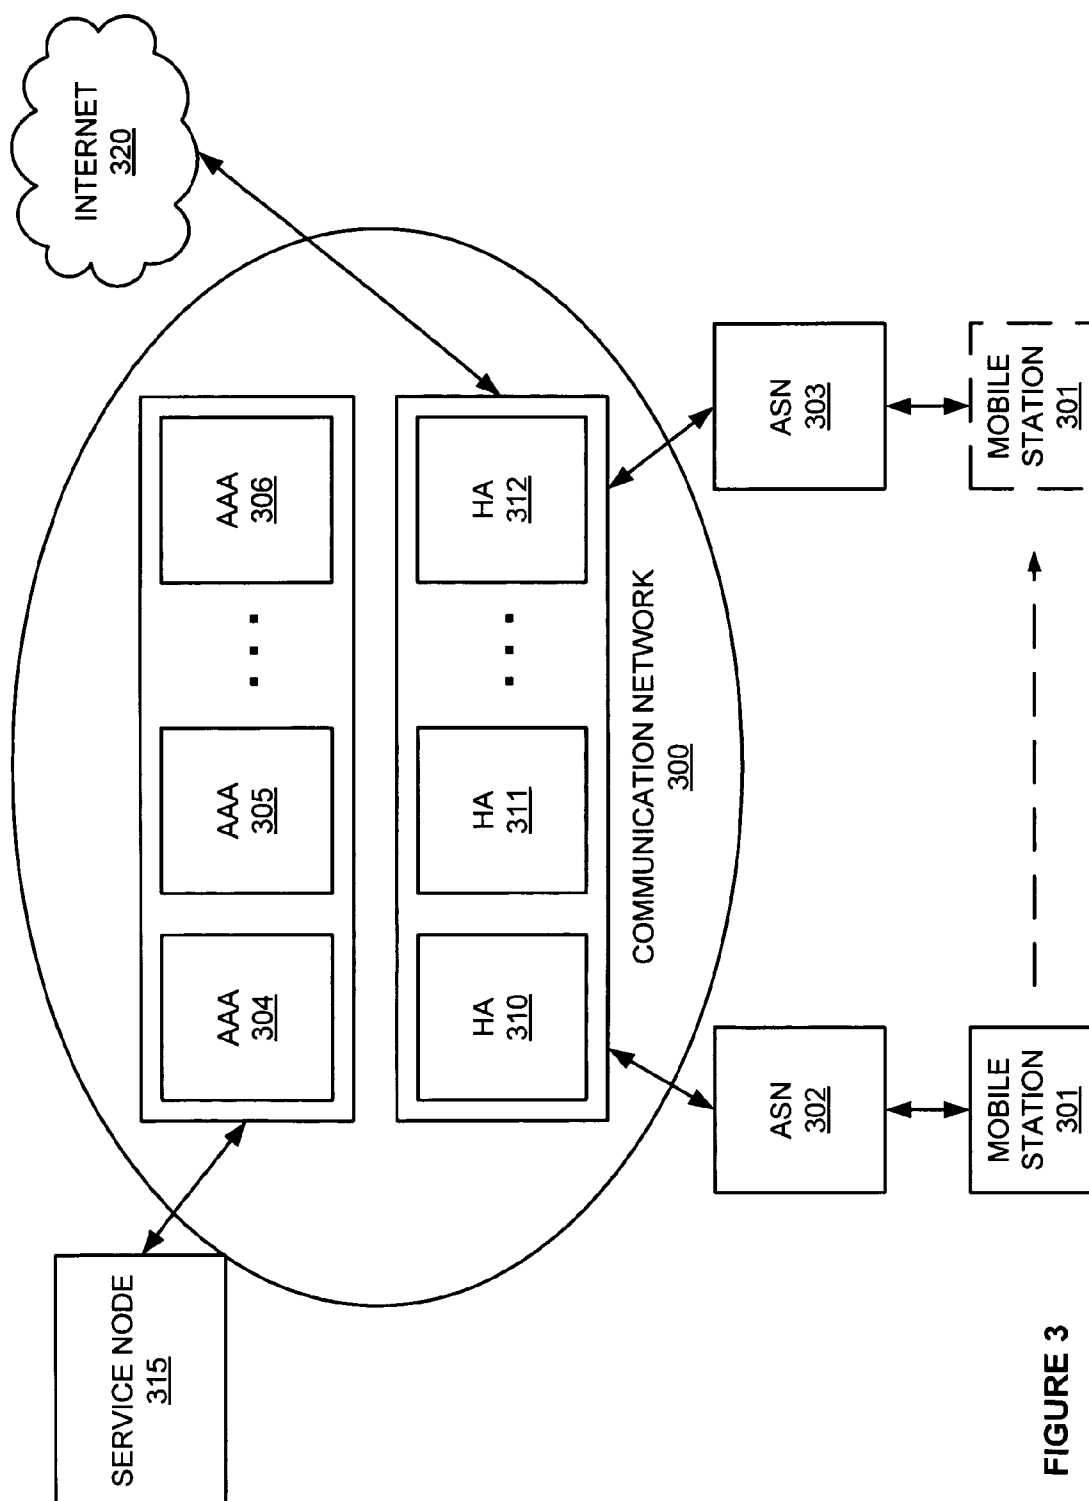 SERVICE NODE
315
INTERNET
320
AAA
304
AAA
305
AAA
306
HA
310
HA
311
HA
312
COMMUNICATION NETWORK
300
ASN
302
ASN
303
MOBILE
STATION
301
MOBILE
STATION
301
FIGURE 3